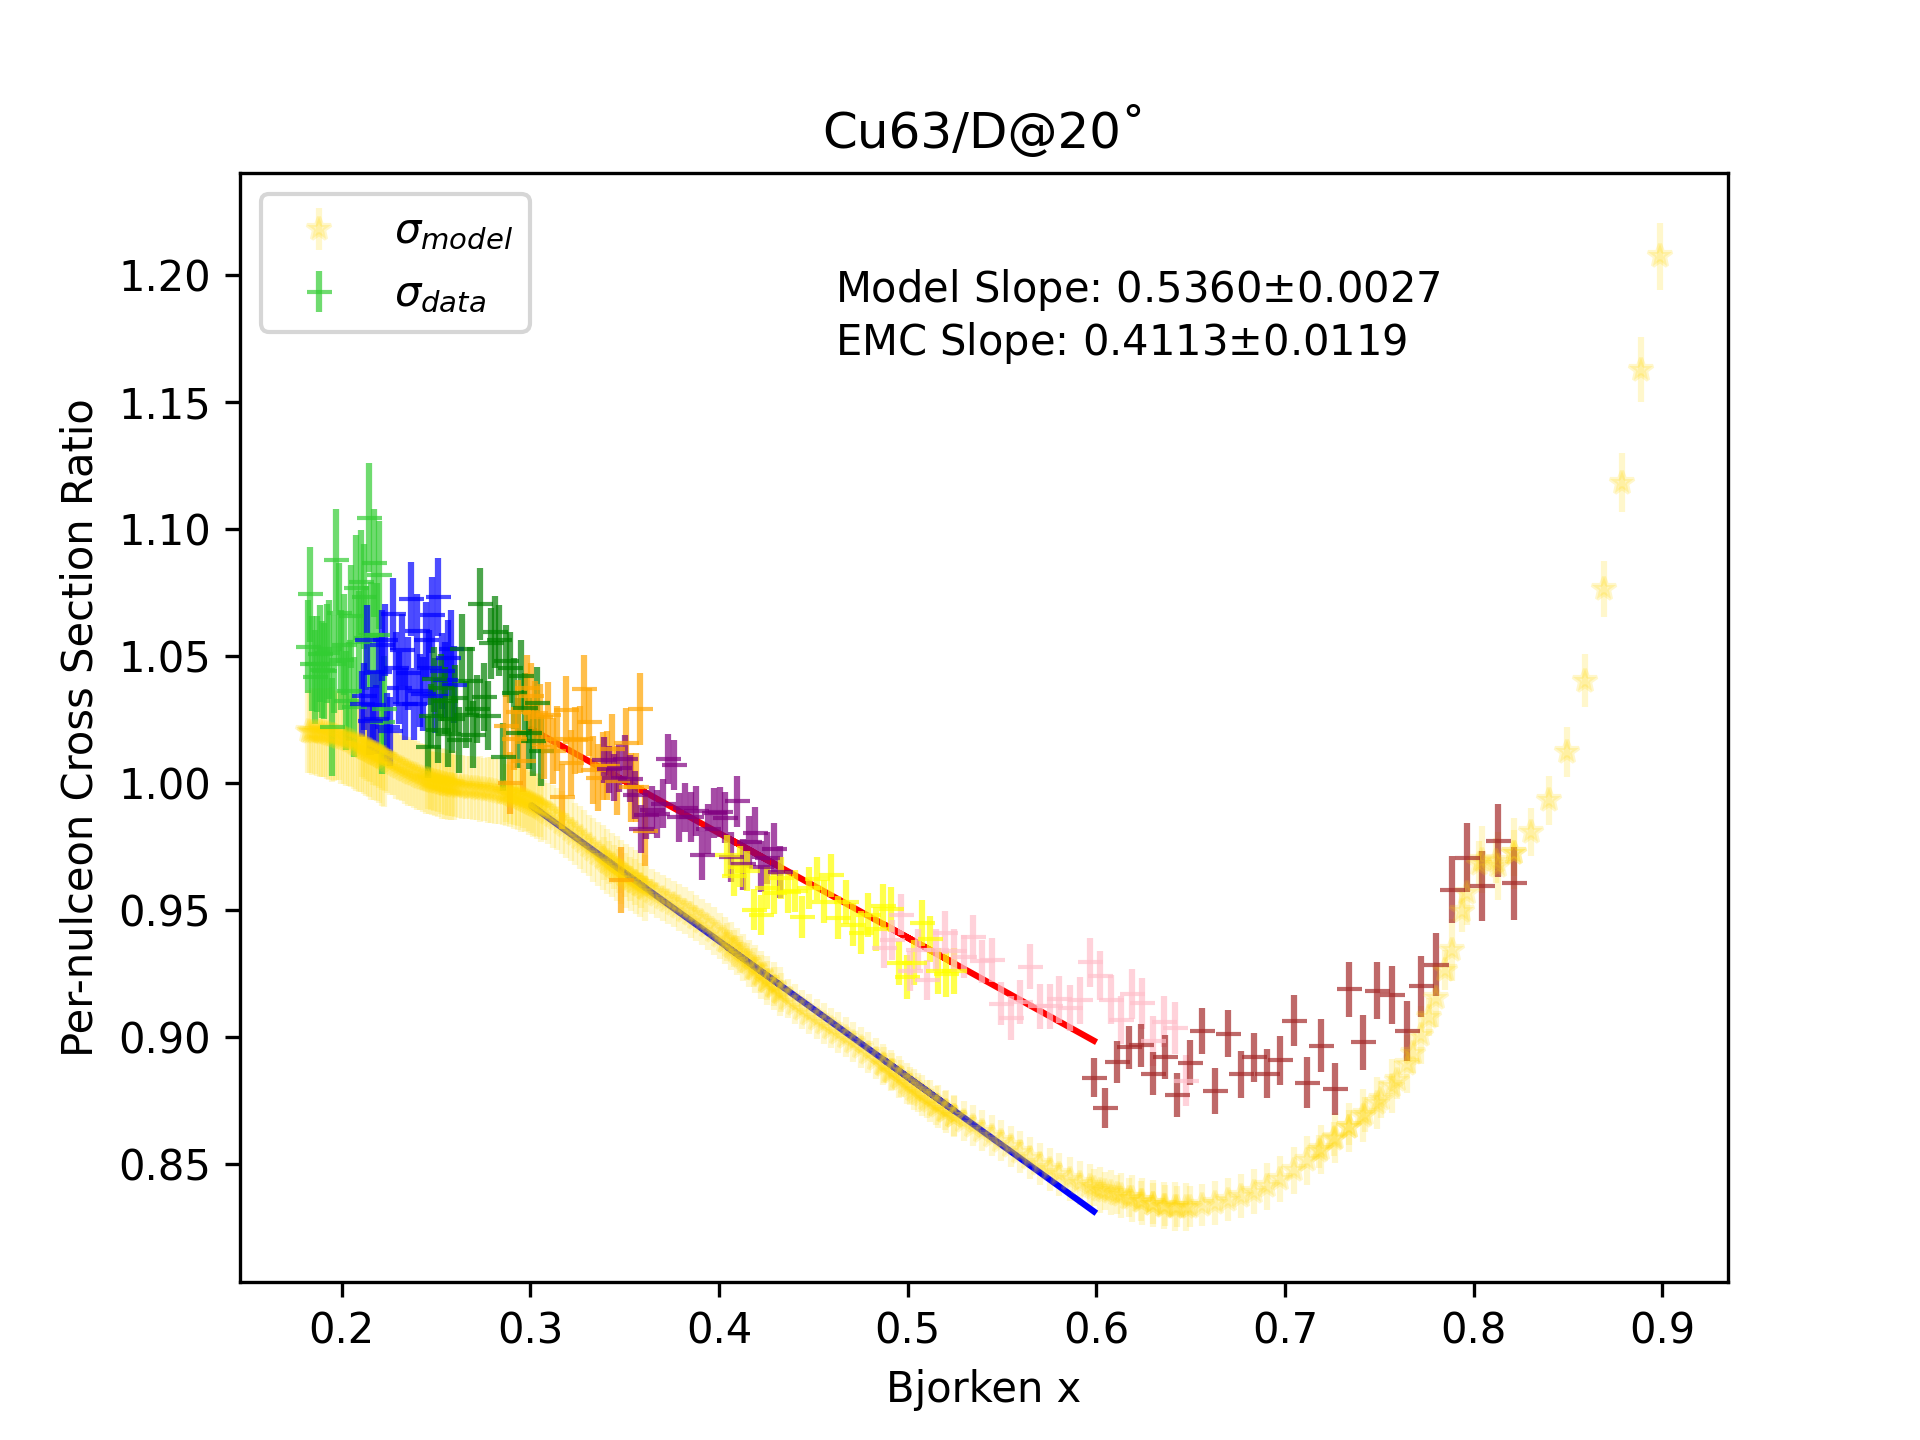 Cu63/D@20˚
σmodel
σdata
Model Slope: 0.5360±0.0027
EMC Slope: 0.4113±0.0119
Per-nulceon Cross Section Ratio
1.20
1.15
1.10
1.05
1.00
0.95
0.90
0.85
0.2 0.3 0.4 0.5 0.6 0.7 0.8 0.9
Bjorken x